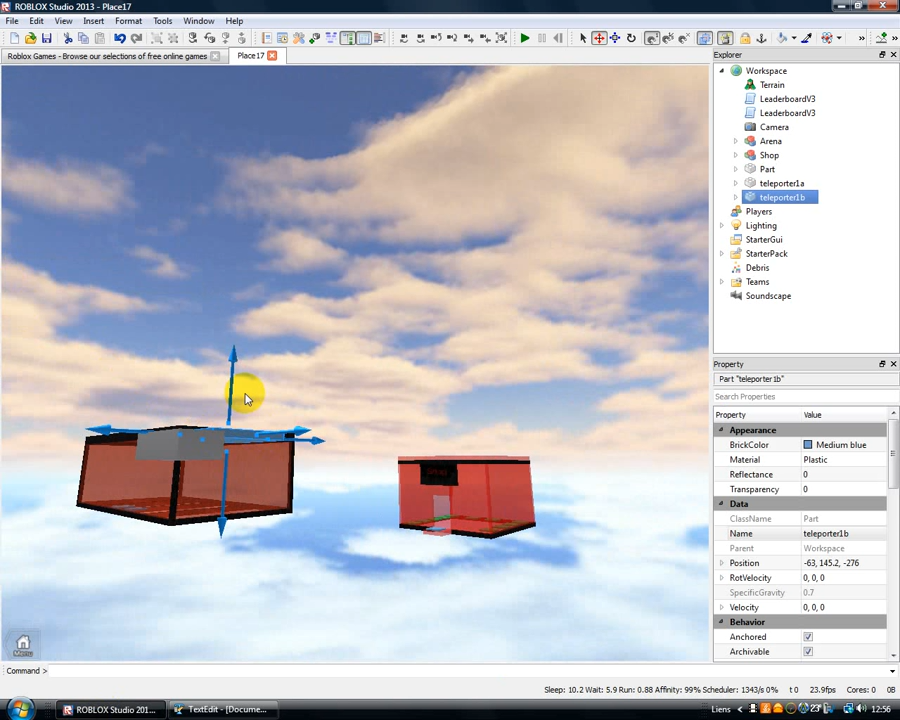 ROBLOX Studio 2013 - Place17
File Edit View Insert Format Tools Window Help
Roblox Games - Browse our selections of free online games
Place17
Explorer
Workspace
Terrain
LeaderboardV3
LeaderboardV3
Camera
Arena
Shop
Part
teleporter1a
teleporter1b
Players
Lighting
StarterGui
StarterPack
Debris
Teams
Soundscape
Property
Part "teleporter1b"
Search Properties
Property Value
Appearance
BrickColor Medium blue
Material Plastic
Reflectance 0
Transparency 0
Data
ClassName Part
Name teleporter1b
Parent Workspace
Position -63, 145.2, -276
RotVelocity 0, 0, 0
SpecificGravity 0.7
Velocity 0, 0, 0
Behavior
Anchored
Archivable
Menu
Command >
Sleep: 10.2 Wait: 5.9 Run: 0.88 Affinity: 99% Scheduler: 1343/s 0% t 0 23.9fps Cores: 0 0B
ROBLOX Studio 201... TextEdit - [Docume... Liens 23° 12:56